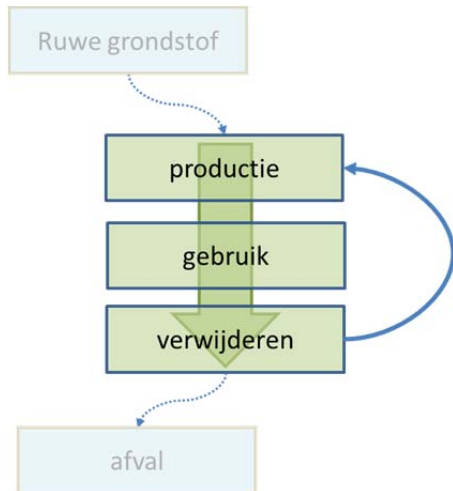 Ruwe grondstof
productie
gebruik
verwijderen
afval